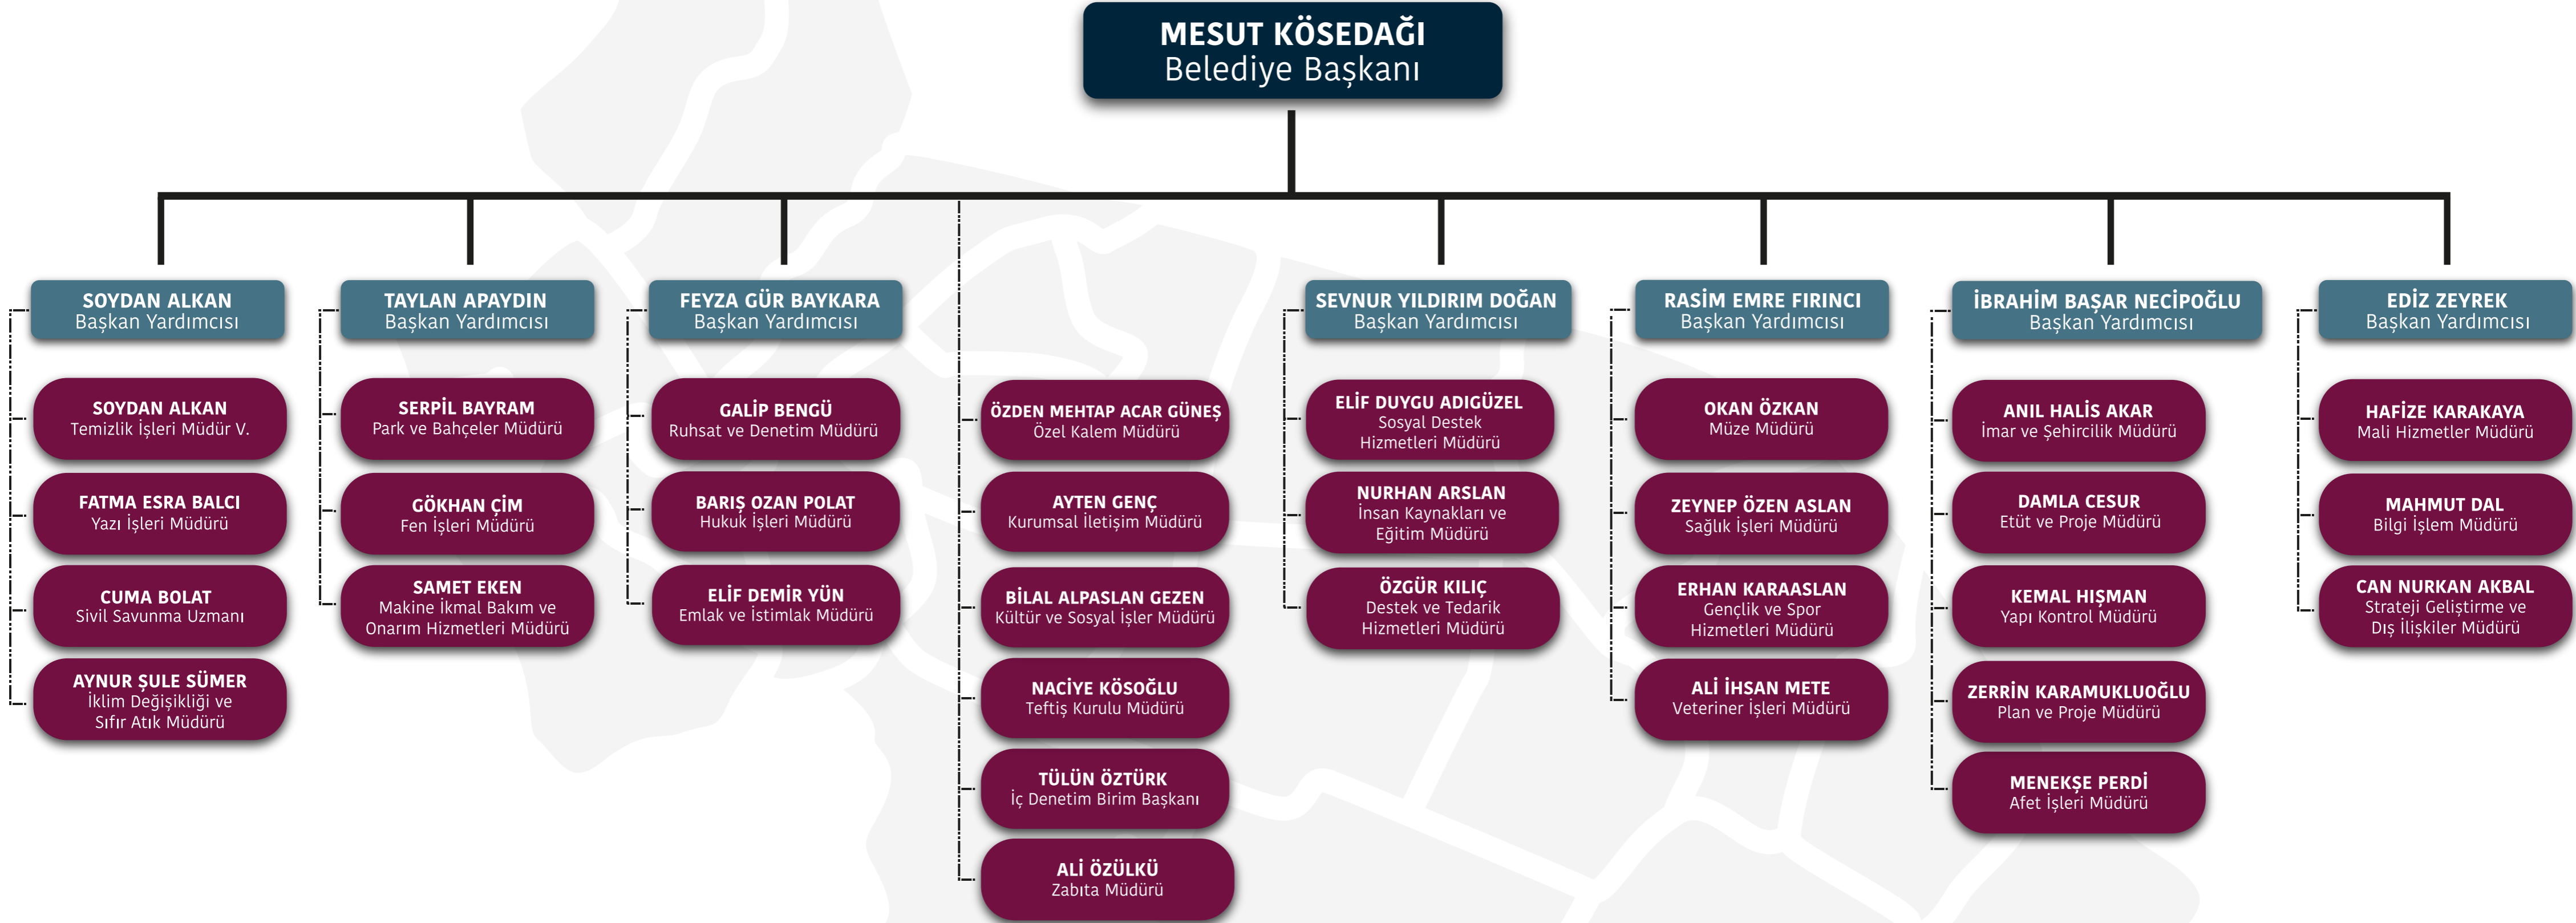 MESUT KÖSEDAĞI
Belediye Başkanı
SOYDAN ALKAN
Başkan Yardımcısı
SOYDAN ALKAN
Temizlik İşleri Müdür V.
FATMA ESRA BALCI
Yazı İşleri Müdürü
CUMA BOLAT
Sivil Savunma Uzmanı
AYNUR ŞULE SÜMER
İklim Değişikliği ve
Sıfır Atık Müdürü
TAYLAN APAYDIN
Başkan Yardımcısı
SERPİL BAYRAM
Park ve Bahçeler Müdürü
GÖKHAN ÇİM
Fen İşleri Müdürü
SAMET EKEN
Makine İkmal Bakım ve
Onarım Hizmetleri Müdürü
FEYZA GÜR BAYKARA
Başkan Yardımcısı
GALİP BENGÜ
Ruhsat ve Denetim Müdürü
BARIŞ OZAN POLAT
Hukuk İşleri Müdürü
ELİF DEMİR YÜN
Emlak ve İstimlak Müdürü
ÖZDEN MEHTAP ACAR GÜNEŞ
Özel Kalem Müdürü
AYTEN GENÇ
Kurumsal İletişim Müdürü
BİLAL ALPASLAN GEZEN
Kültür ve Sosyal İşler Müdürü
NACİYE KÖSOĞLU
Teftiş Kurulu Müdürü
TÜLÜN ÖZTÜRK
İç Denetim Birim Başkanı
ALİ ÖZÜLKÜ
Zabıta Müdürü
SEVNUR YILDIRIM DOĞAN
Başkan Yardımcısı
ELİF DUYGU ADIGÜZEL
Sosyal Destek
Hizmetleri Müdürü
NURHAN ARSLAN
İnsan Kaynakları ve
Eğitim Müdürü
ÖZGÜR KILIÇ
Destek ve Tedarik
Hizmetleri Müdürü
RASİM EMRE FIRINCI
Başkan Yardımcısı
OKAN ÖZKAN
Müze Müdürü
ZEYNEP ÖZEN ASLAN
Sağlık İşleri Müdürü
ERHAN KARAASLAN
Gençlik ve Spor
Hizmetleri Müdürü
ALİ İHSAN METE
Veteriner İşleri Müdürü
İBRAHİM BAŞAR NECİPOĞLU
Başkan Yardımcısı
ANIL HALİS AKAR
İmar ve Şehircilik Müdürü
DAMLA CESUR
Etüt ve Proje Müdürü
KEMAL HIŞMAN
Yapı Kontrol Müdürü
ZERRİN KARAMUKLUOĞLU
Plan ve Proje Müdürü
MENEKŞE PERDİ
Afet İşleri Müdürü
EDİZ ZEYREK
Başkan Yardımcısı
HAFİZE KARAKAYA
Mali Hizmetler Müdürü
MAHMUT DAL
Bilgi İşlem Müdürü
CAN NURKAN AKBAL
Strateji Geliştirme ve
Dış İlişkiler Müdürü